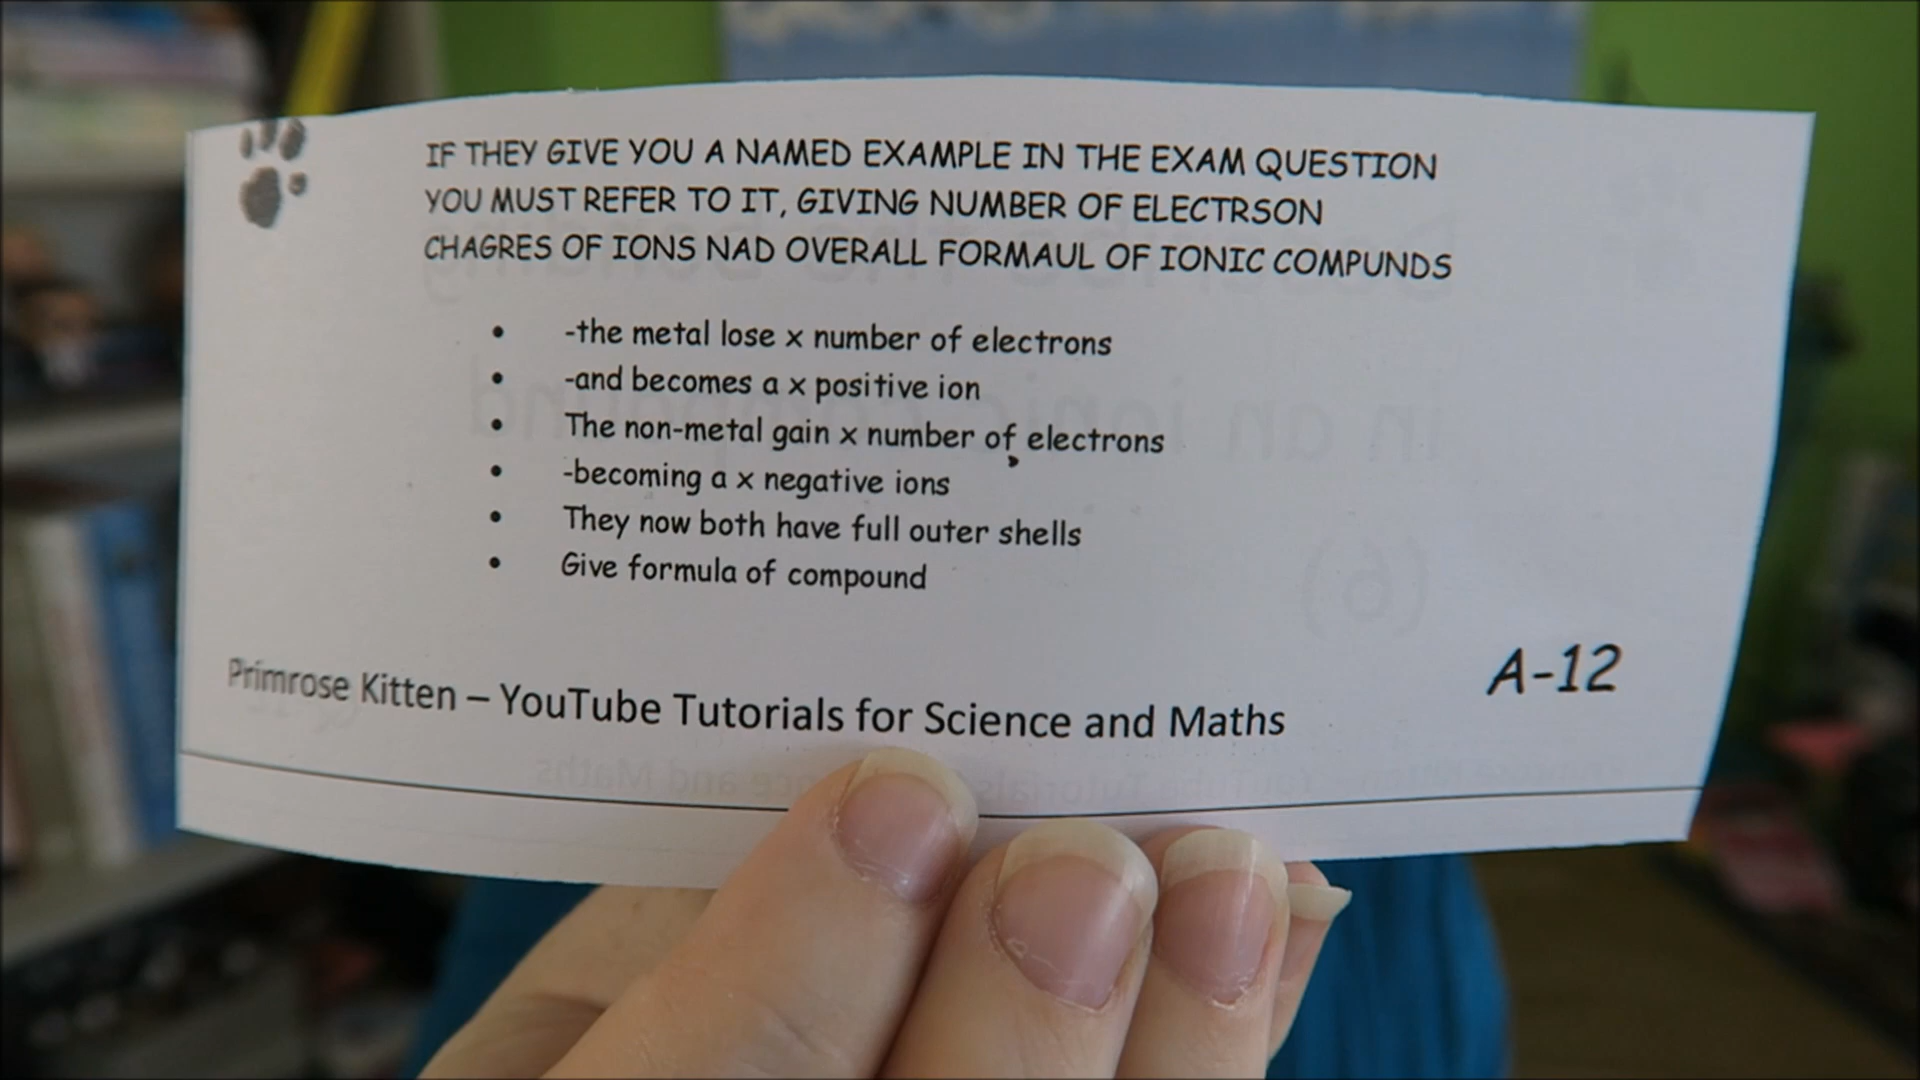 IF THEY GIVE YOU A NAMED EXAMPLE IN THE EXAM QUESTION
YOU MUST REFER TO IT, GIVING NUMBER OF ELECTRSON
CHAGRES OF IONS NAD OVERALL FORMAUL OF IONIC COMPUNDS
• -the metal lose x number of electrons
• -and becomes a x positive ion
• The non-metal gain x number of electrons
• -becoming a x negative ions
• They now both have full outer shells
• Give formula of compound
A-12
Primrose Kitten – YouTube Tutorials for Science and Maths